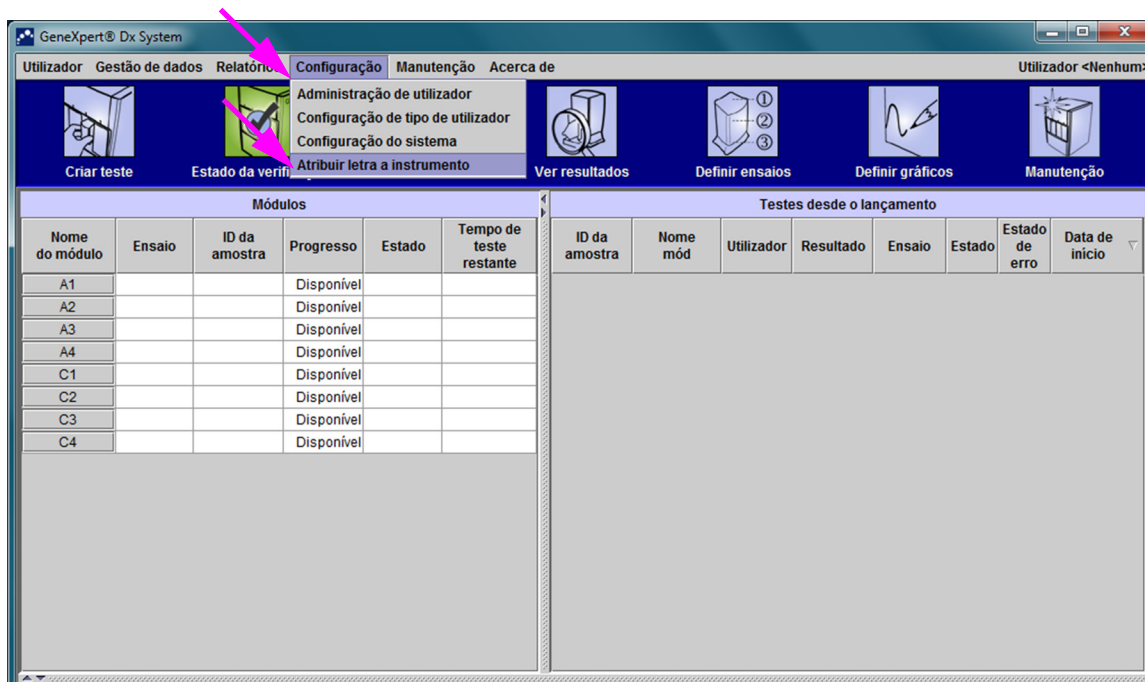 GeneXpert® Dx System
Utilizador Gestão de dados Relatórios Configuração Manutenção Acerca de Utilizador <Nenhum>
Administração de utilizador
Configuração de tipo de utilizador
Configuração do sistema
Atribuir letra a instrumento
①
②
③
Criar teste Estado da Ver resultados Definir ensaios Definir gráficos Manutenção
Módulos Testes desde o lançamento
Nome do módulo Ensaio ID da amostra Progresso Estado Tempo de teste restante ID da amostra Nome mód Utilizador Resultado Ensaio Estado Estado de erro Data de início
A1 Disponível
A2 Disponível
A3 Disponível
A4 Disponível
C1 Disponível
C2 Disponível
C3 Disponível
C4 Disponível